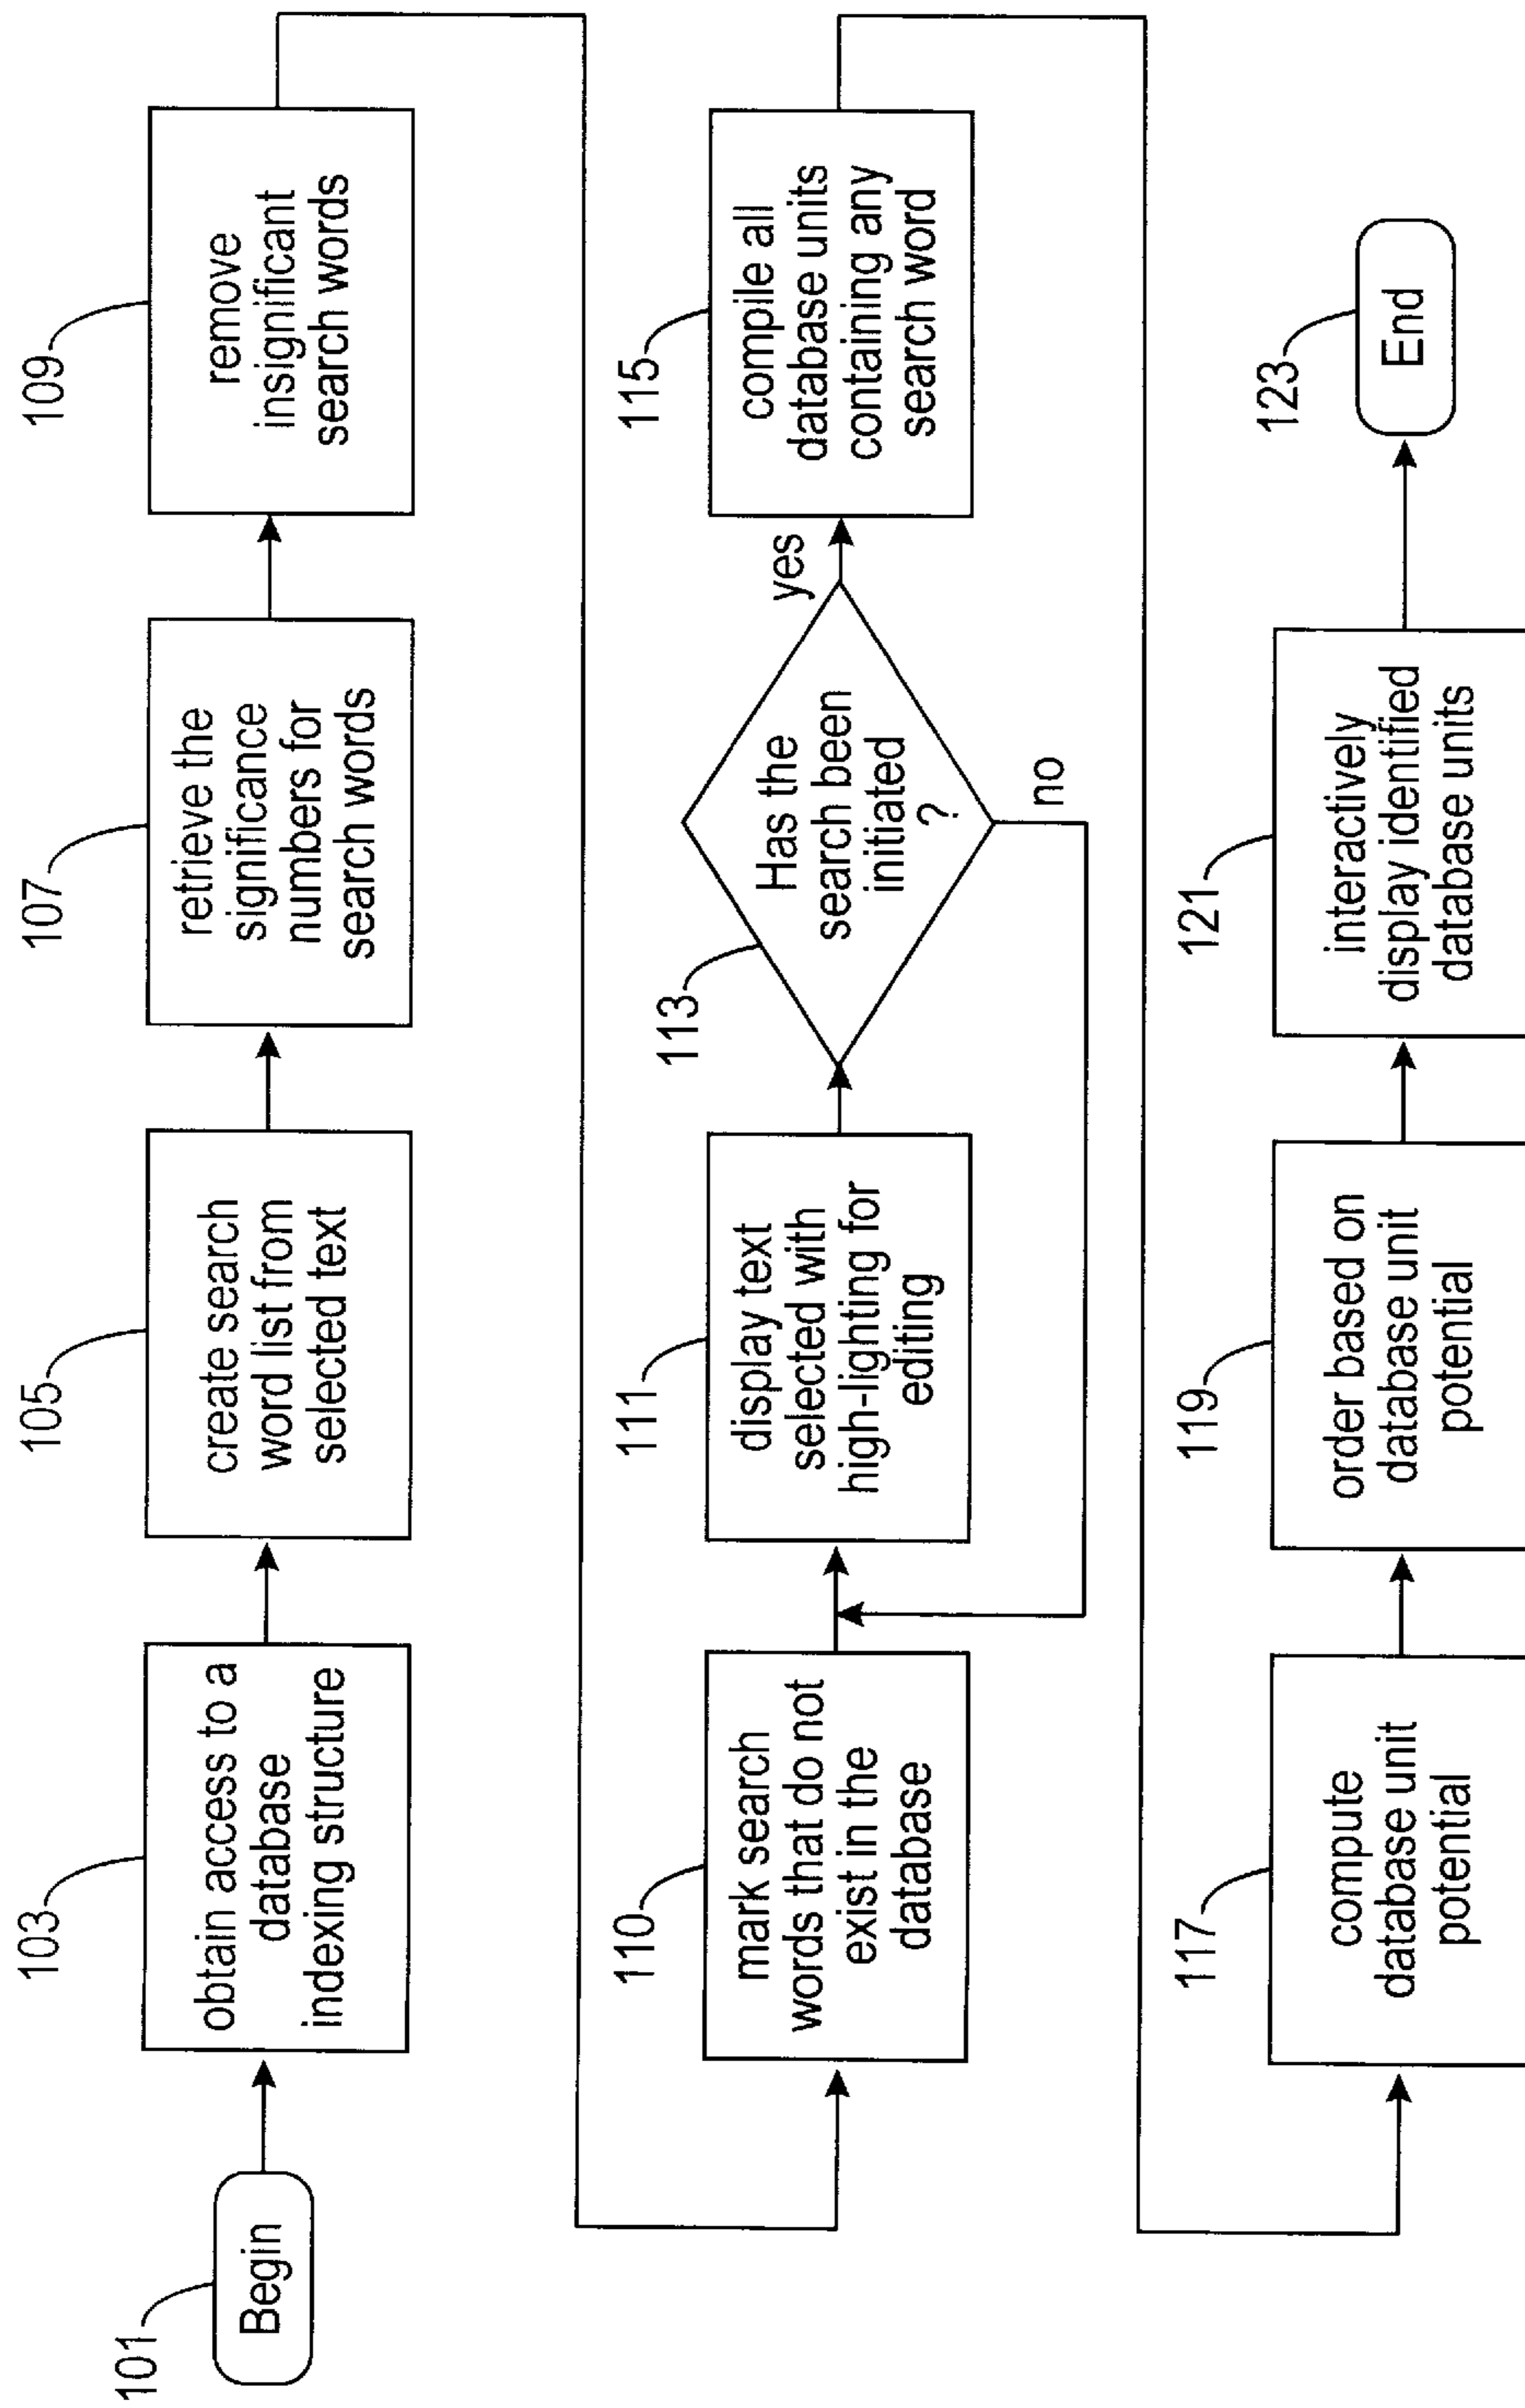 101
Begin
103
obtain access to a
database
indexing structure
105
create search
word list from
selected text
107
retrieve the
significance
numbers for
search words
109
remove
insignificant
search words
110
mark search
words that do not
exist in the
database
111
display text
selected with
high-lighting for
editing
113
Has the
search been
initiated
?
yes
no
115
compile all
database units
containing any
search word
117
compute
database unit
potential
119
order based on
database unit
potential
121
interactively
display identified
database units
123
End